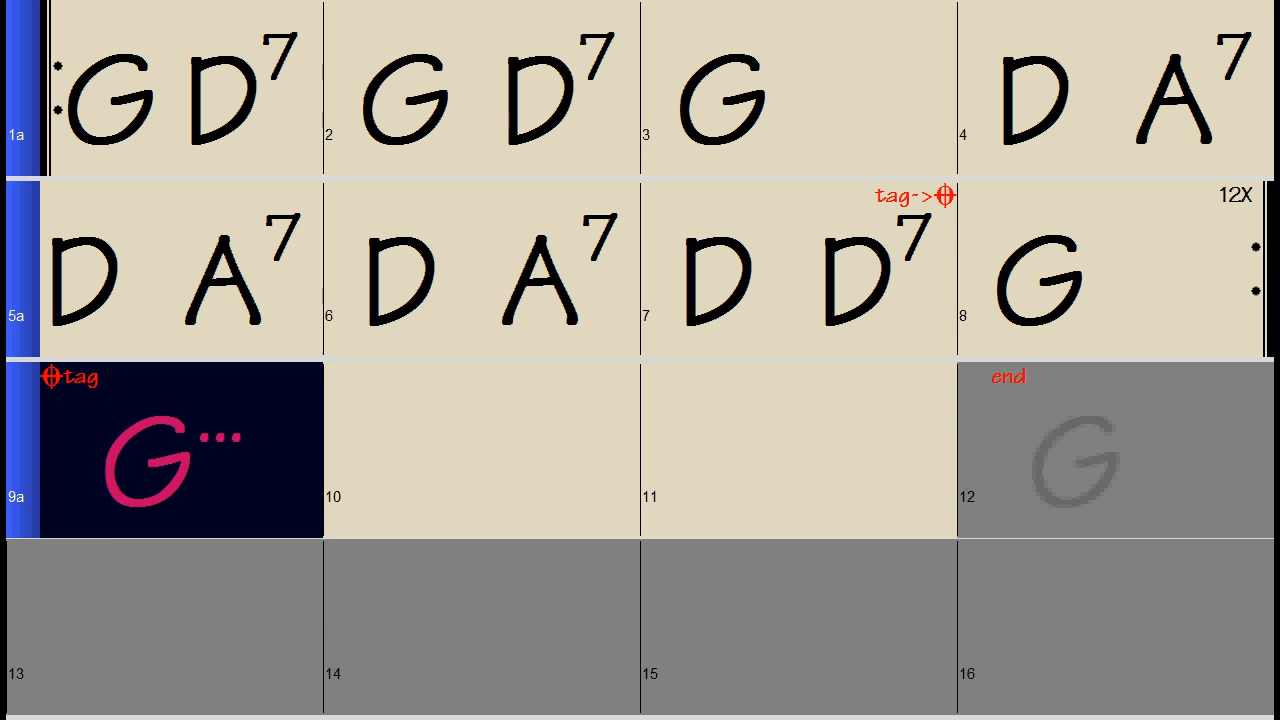 G D7 G D7 G D A7
1a 2 3 4
tag-> 12X
D A7 D A7 D D7 G
5a 6 7 8
tag end
G... G
9a 10 11 12
13 14 15 16